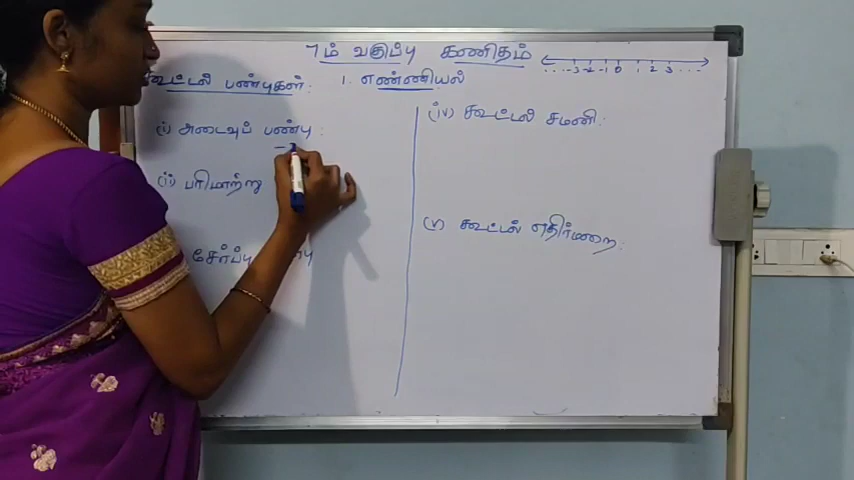 7ம் வகுப்பு கணிதம்
...-3-2-1 0 1 2 3 ...
1. எண்ணியல்
கூட்டல் பண்புகள்:
(i) அடைவுப் பண்பு:
(ii) பரிமாற்று
சேர்ப்பு
(iv) கூட்டல் சமனி:
(v) கூட்டல் எதிர்மறை: